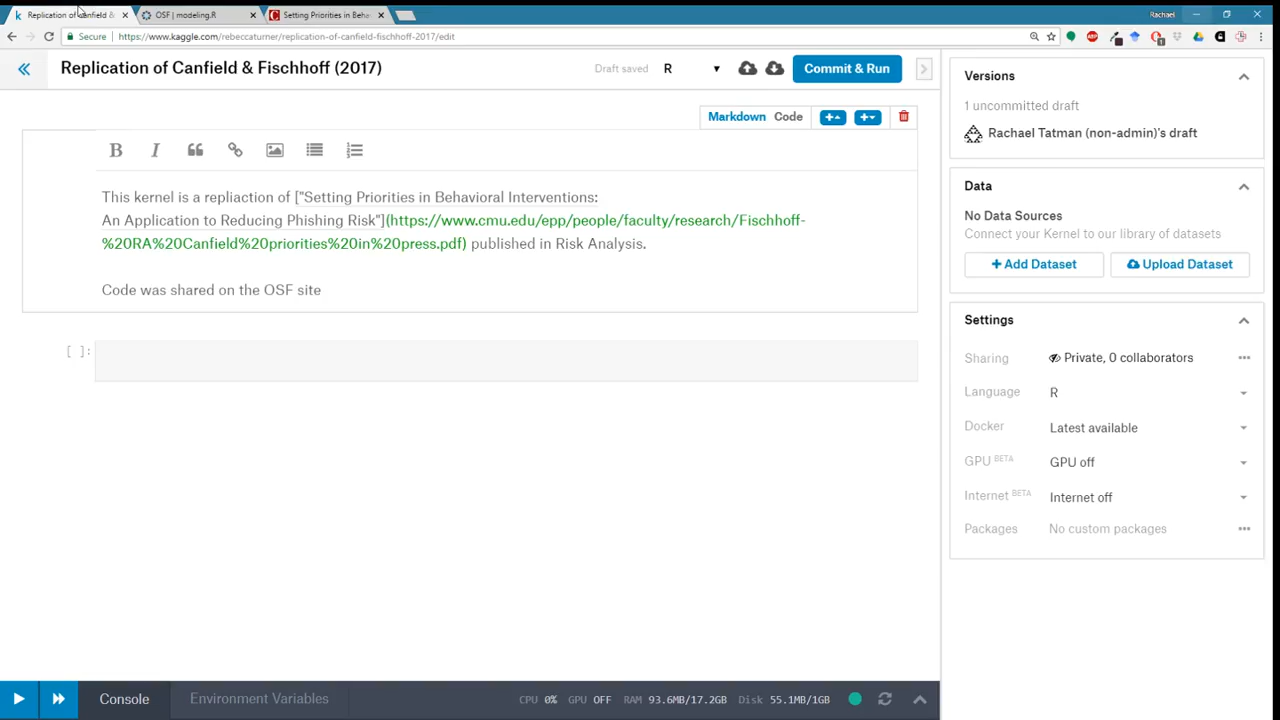 Replication of Canfield &
OSF | modeling.R
Setting Priorities in Beha
Rachael
Secure
https://www.kaggle.com/rebeccaturner/replication-of-canfield-fischhoff-2017/edit
Replication of Canfield & Fischhoff (2017)
Draft saved
R
Commit & Run
Markdown Code
This kernel is a repliaction of ["Setting Priorities in Behavioral Interventions:
An Application to Reducing Phishing Risk"](https://www.cmu.edu/epp/people/faculty/research/Fischhoff-
%20RA%20Canfield%20priorities%20in%20press.pdf) published in Risk Analysis.
Code was shared on the OSF site
[ ]:
Versions
1 uncommitted draft
Rachael Tatman (non-admin)'s draft
Data
No Data Sources
Connect your Kernel to our library of datasets
+ Add Dataset
Upload Dataset
Settings
Sharing Private, 0 collaborators
Language R
Docker Latest available
GPU BETA GPU off
Internet BETA Internet off
Packages No custom packages
Console
Environment Variables
CPU 0% GPU OFF RAM 93.6MB/17.2GB Disk 55.1MB/1GB